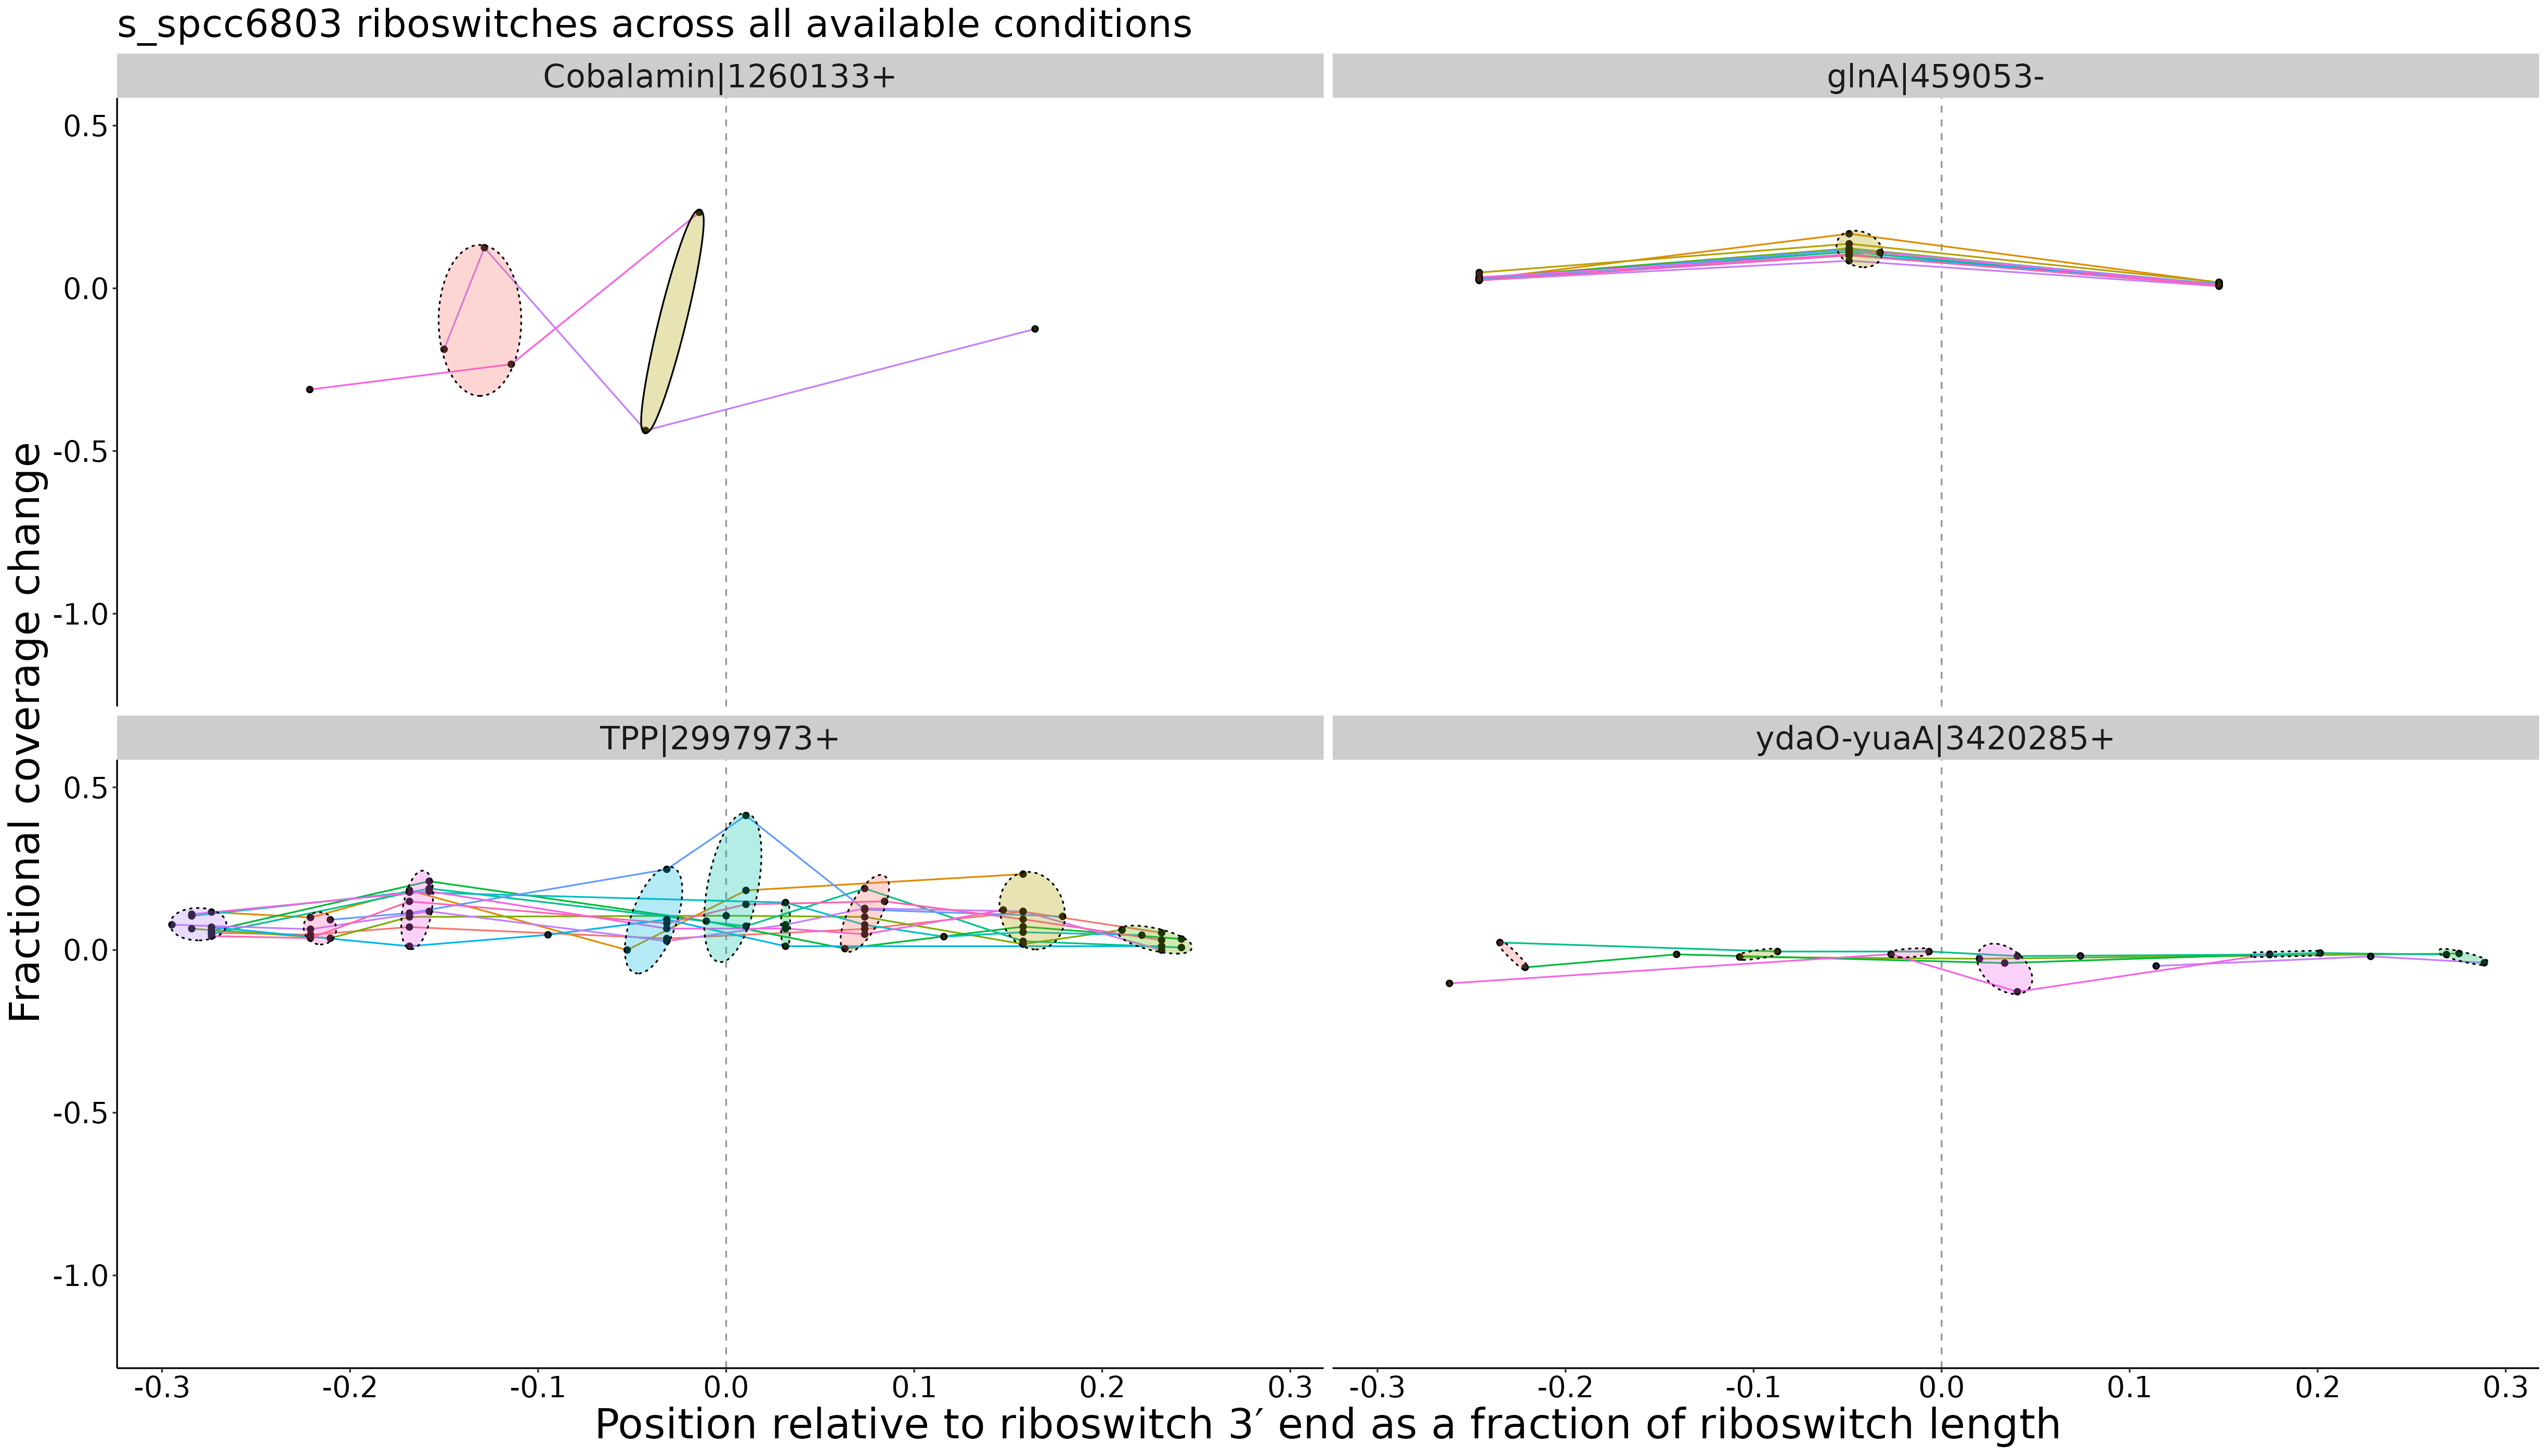 s_spcc6803 riboswitches across all available conditions
Cobalamin|1260133+
glnA|459053-
0.5
0.0
-0.5
-1.0
TPP|2997973+
ydaO-yuaA|3420285+
0.5
0.0
-0.5
-1.0
-0.3 -0.2 -0.1 0.0 0.1 0.2 0.3
-0.3 -0.2 -0.1 0.0 0.1 0.2 0.3
Position relative to riboswitch 3′ end as a fraction of riboswitch length
Fractional coverage change